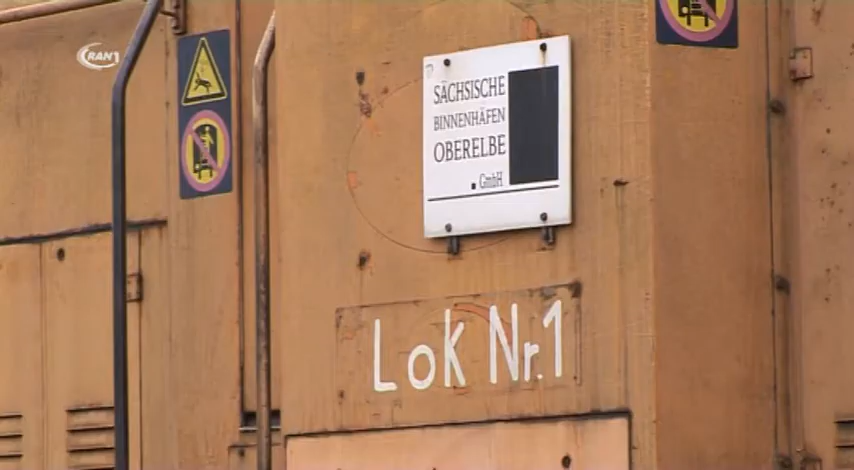 RAN1
SÄCHSISCHE
BINNENHÄFEN
OBERELBE
GmbH
Lok Nr.1